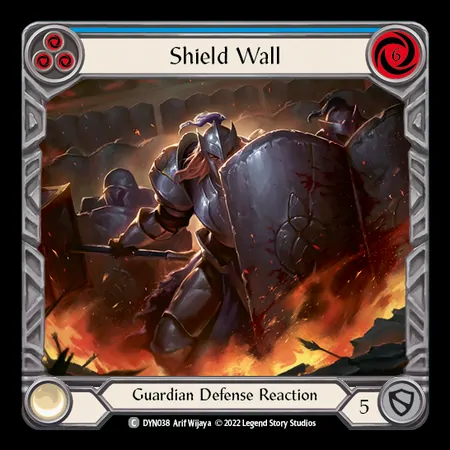 Shield Wall
6
Guardian Defense Reaction
5
C DYN038 Arif Wijaya © 2022 Legend Story Studios